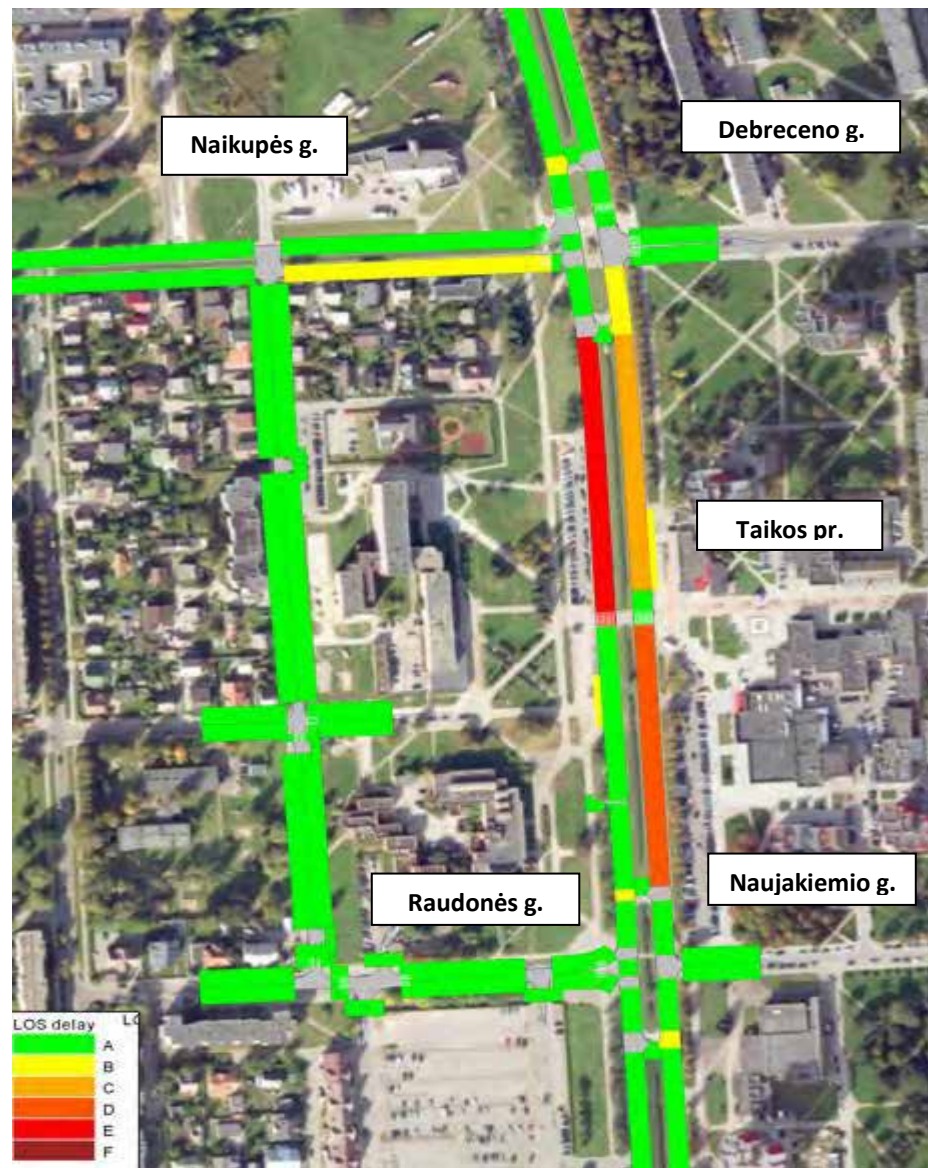 Debreceno g.
Naikupės g.
Taikos pr.
Naujakiemio g.
Raudonės g.
LOS delay
A
B
C
D
E
F